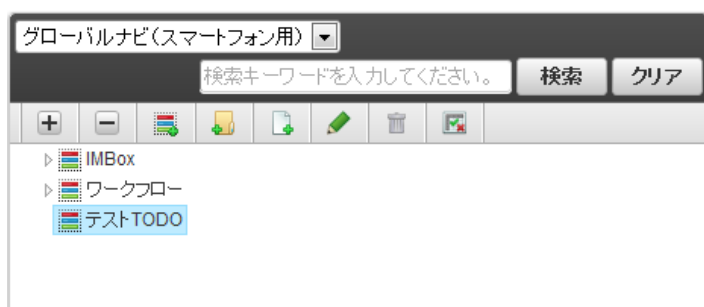 グローバルナビ(スマートフォン用)
検索キーワードを入力してください。 検索 クリア
IMBox
ワークフロー
テストTODO